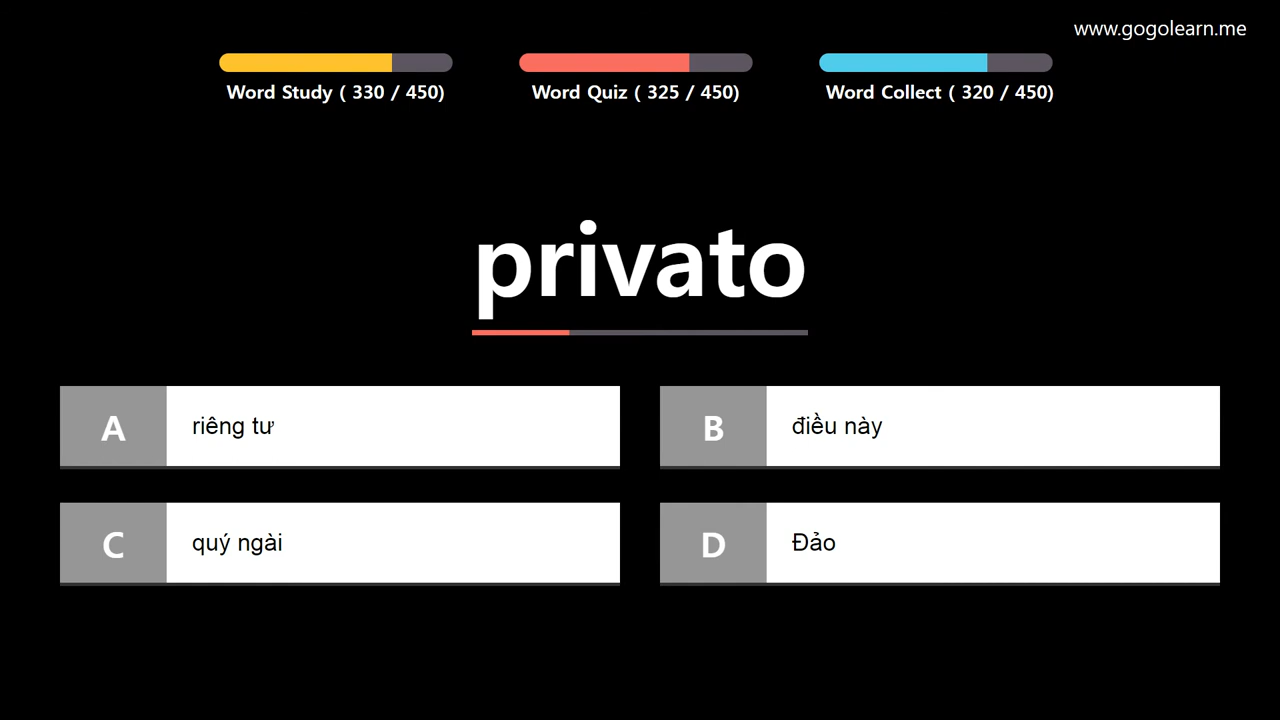 www.gogolearn.me
Word Study ( 330 / 450)
Word Quiz ( 325 / 450)
Word Collect ( 320 / 450)
privato
A riêng tư
B điều này
C quý ngài
D Đảo